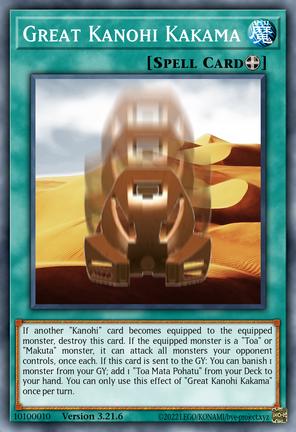 Great Kanohi Kakama
魔
[Spell Card]
If another "Kanohi" card becomes equipped to the equipped
monster, destroy this card. If the equipped monster is a "Toa" or
"Makuta" monster, it can attack all monsters your opponent
controls, once each. If this card is sent to the GY: You can banish 1
monster from your GY; add 1 "Toa Mata Pohatu" from your Deck to
your hand. You can only use this effect of "Great Kanohi Kakama"
once per turn.
10100010 Version 3.21.6 ©2022 LEGO/KONAMI/bye-project.xyz